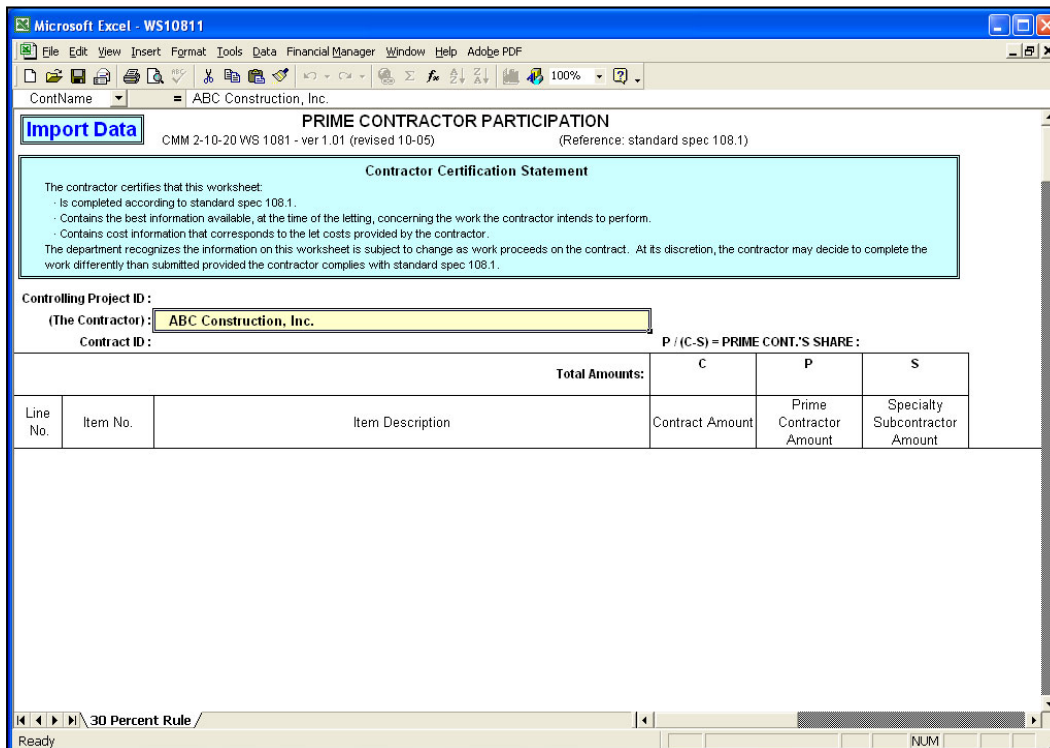 Microsoft Excel - WS10811
File Edit View Insert Format Tools Data Financial Manager Window Help Adobe PDF
100%
ContName = ABC Construction, Inc.
Import Data
PRIME CONTRACTOR PARTICIPATION
CMM 2-10-20 WS 1081 - ver 1.01 (revised 10-05) (Reference: standard spec 108.1)
Contractor Certification Statement
The contractor certifies that this worksheet:
· Is completed according to standard spec 108.1.
· Contains the best information available, at the time of the letting, concerning the work the contractor intends to perform.
· Contains cost information that corresponds to the let costs provided by the contractor.
The department recognizes the information on this worksheet is subject to change as work proceeds on the contract. At its discretion, the contractor may decide to complete the
work differently than submitted provided the contractor complies with standard spec 108.1.
Controlling Project ID :
(The Contractor) : ABC Construction, Inc.
Contract ID : P / (C-S) = PRIME CONT.'S SHARE :
Total Amounts: C P S
Line No. Item No. Item Description Contract Amount Prime Contractor Amount Specialty Subcontractor Amount
30 Percent Rule
Ready NUM